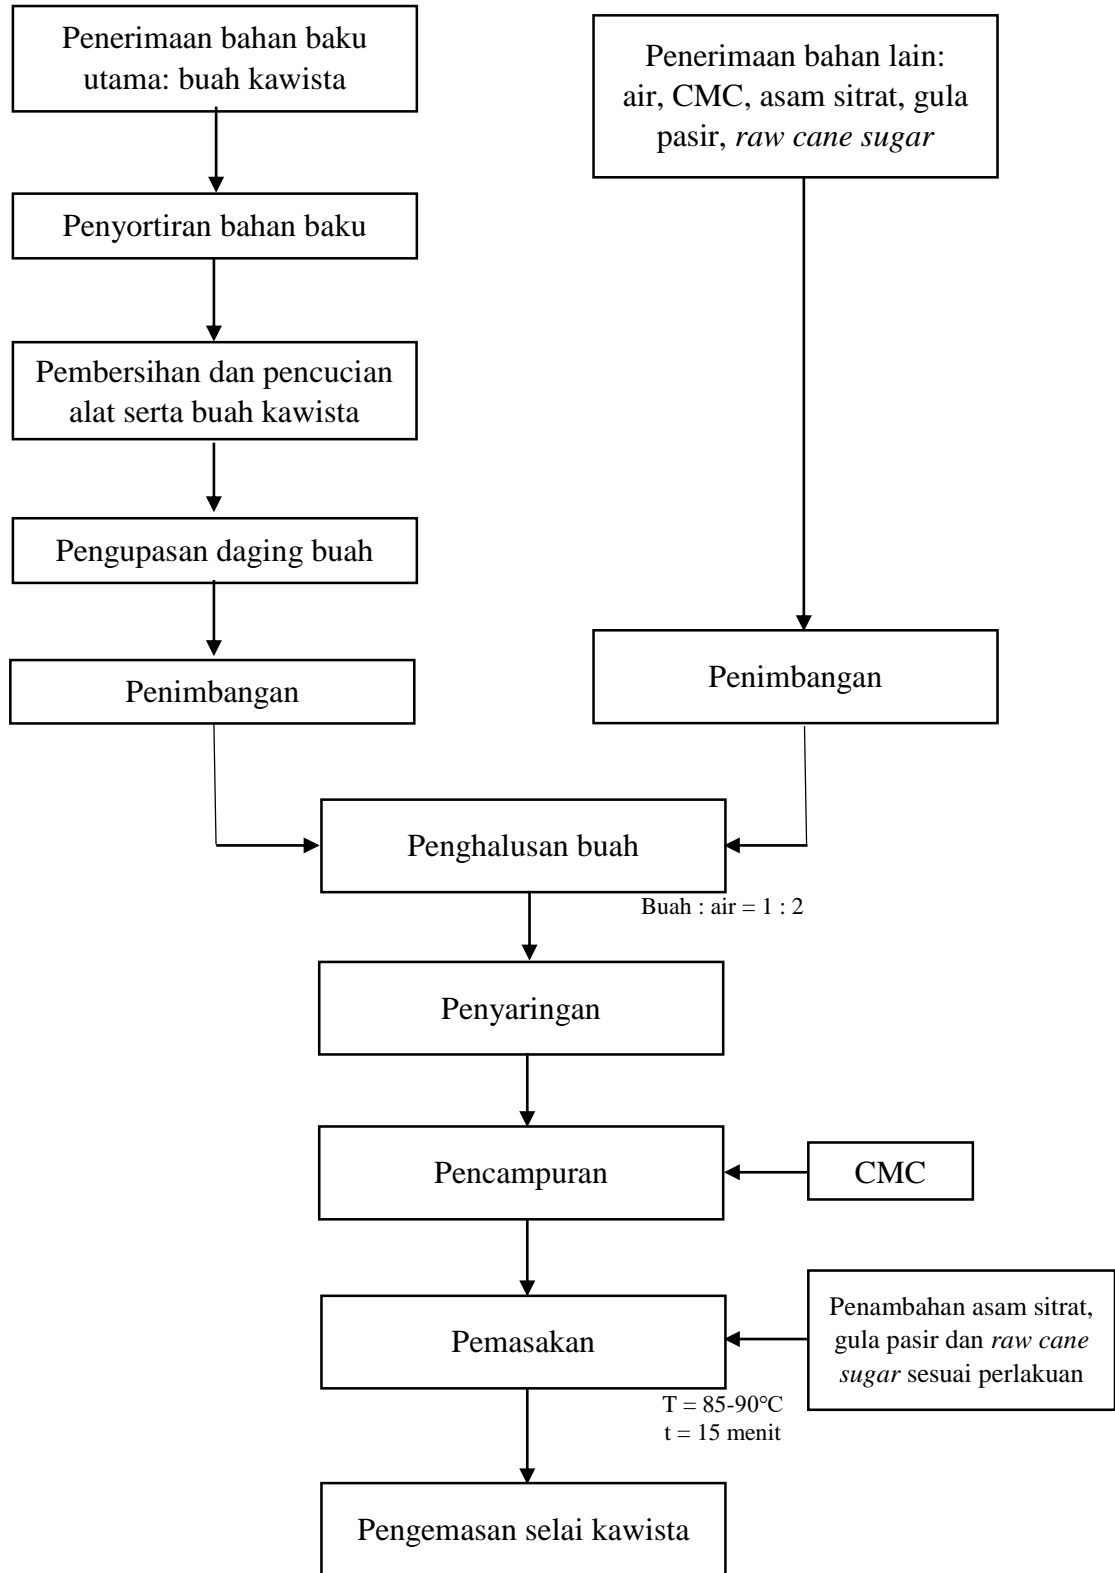 Penerimaan bahan baku
utama: buah kawista
Penerimaan bahan lain:
air, CMC, asam sitrat, gula
pasir, raw cane sugar
Penyortiran bahan baku
Pembersihan dan pencucian
alat serta buah kawista
Pengupasan daging buah
Penimbangan
Penimbangan
Penghalusan buah
Buah : air = 1 : 2
Penyaringan
Pencampuran
CMC
Pemasakan
Penambahan asam sitrat,
gula pasir dan raw cane
sugar sesuai perlakuan
T = 85-90°C
t = 15 menit
Pengemasan selai kawista